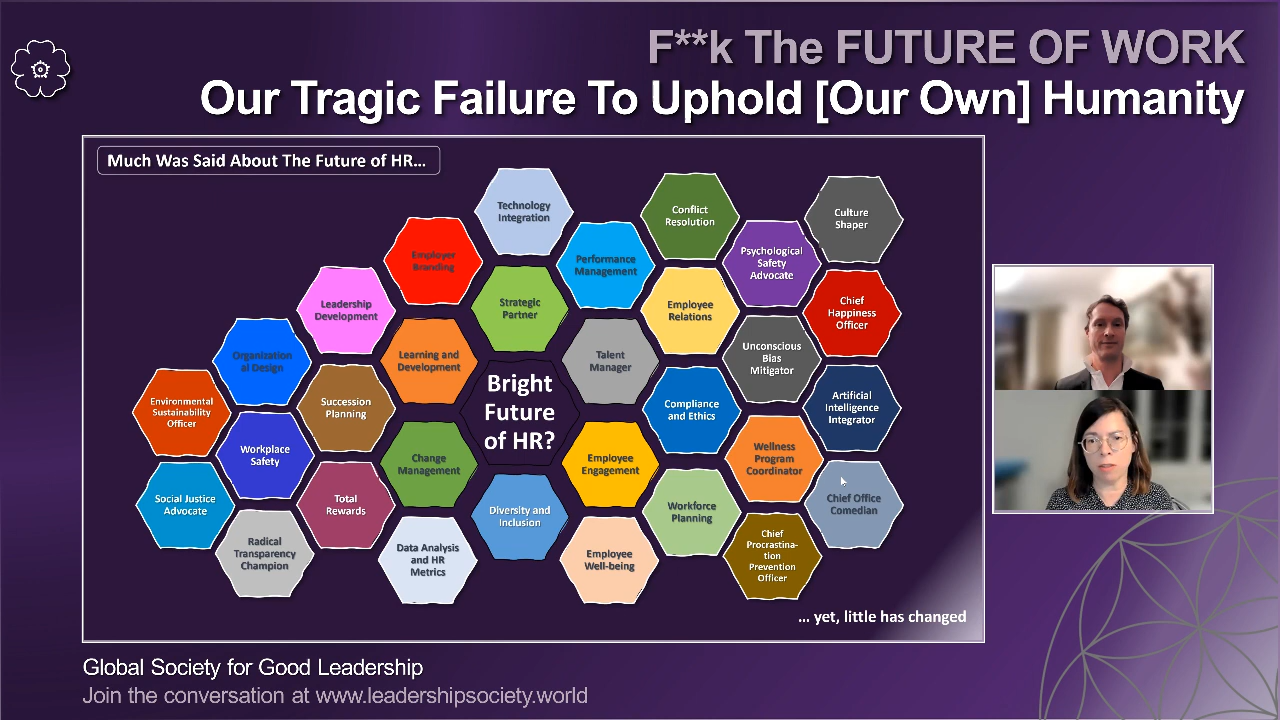 F**k The FUTURE OF WORK
Our Tragic Failure To Uphold [Our Own] Humanity
Much Was Said About The Future of HR...
Technology
Integration
Conflict
Resolution
Culture
Shaper
Employer
Branding
Performance
Management
Psychological
Safety
Advocate
Leadership
Development
Strategic
Partner
Employee
Relations
Chief
Happiness
Officer
Organization
al Design
Learning and
Development
Talent
Manager
Unconscious
Bias
Mitigator
Environmental
Sustainability
Officer
Succession
Planning
Bright
Future
of HR?
Compliance
and Ethics
Artificial
Intelligence
Integrator
Workplace
Safety
Change
Management
Employee
Engagement
Wellness
Program
Coordinator
Social Justice
Advocate
Total
Rewards
Diversity and
Inclusion
Workforce
Planning
Chief Office
Comedian
Radical
Transparency
Champion
Data Analysis
and HR
Metrics
Employee
Well-being
Chief
Procrastina-
tion
Prevention
Officer
... yet, little has changed
Global Society for Good Leadership
Join the conversation at www.leadershipsociety.world